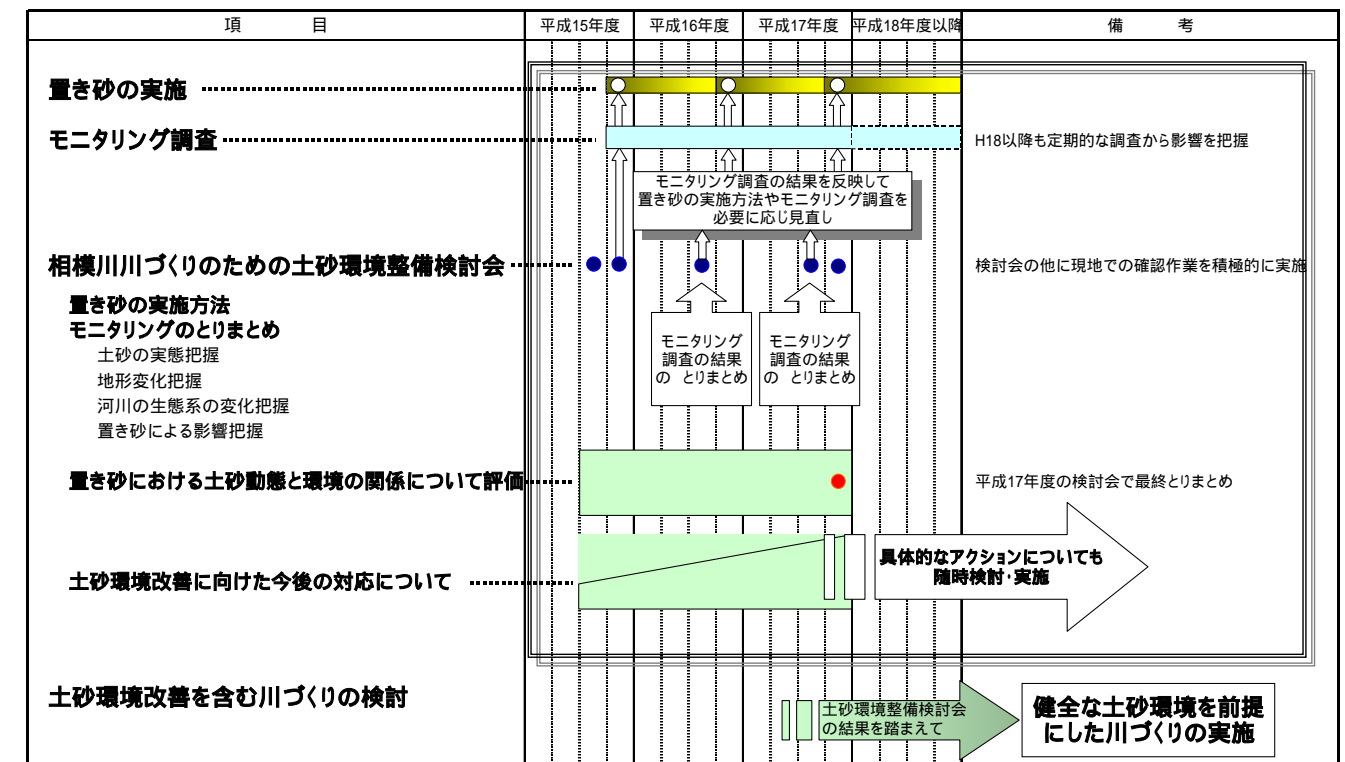 項　　　目
平成15年度
平成16年度
平成17年度
平成18年度以降
備　　　考
置き砂の実施
モニタリング調査
H18以降も定期的な調査から影響を把握
モニタリング調査の結果を反映して
置き砂の実施方法やモニタリング調査を
必要に応じ見直し
相模川川づくりのための土砂環境整備検討会
検討会の他に現地での確認作業を積極的に実施
置き砂の実施方法
モニタリングのとりまとめ
土砂の実態把握
地形変化把握
河川の生態系の変化把握
置き砂による影響把握
モニタリング
調査の結果
の とりまとめ
モニタリング
調査の結果
の とりまとめ
置き砂における土砂動態と環境の関係について評価
平成17年度の検討会で最終とりまとめ
土砂環境改善に向けた今後の対応について
具体的なアクションについても
随時検討・実施
土砂環境改善を含む川づくりの検討
土砂環境整備検討会
の結果を踏まえて
健全な土砂環境を前提
にした川づくりの実施